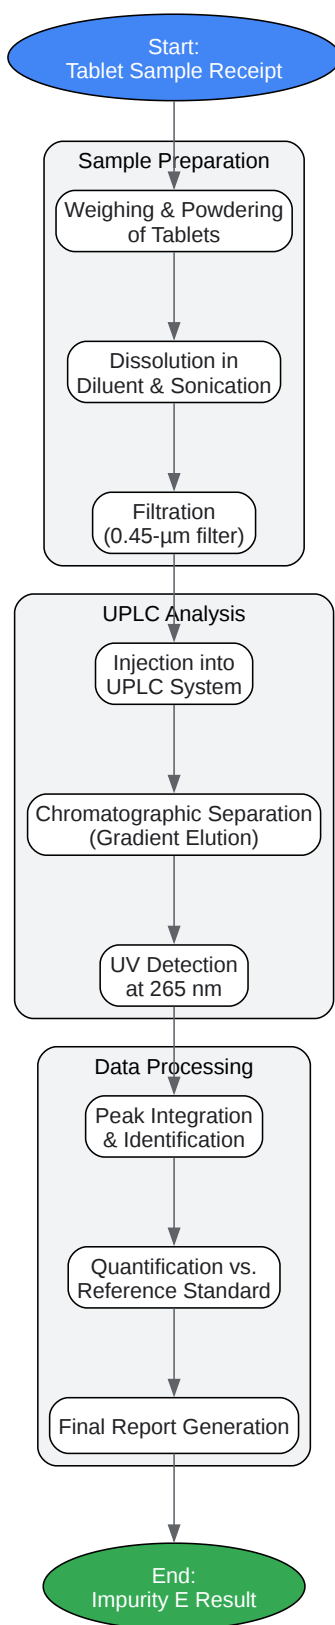 Start:
Tablet Sample Receipt
Sample Preparation
Weighing & Powdering
of Tablets
Dissolution in
Diluent & Sonication
Filtration
(0.45-µm filter)
UPLC Analysis
Injection into
UPLC System
Chromatographic Separation
(Gradient Elution)
UV Detection
at 265 nm
Data Processing
Peak Integration
& Identification
Quantification vs.
Reference Standard
Final Report Generation
End:
Impurity E Result